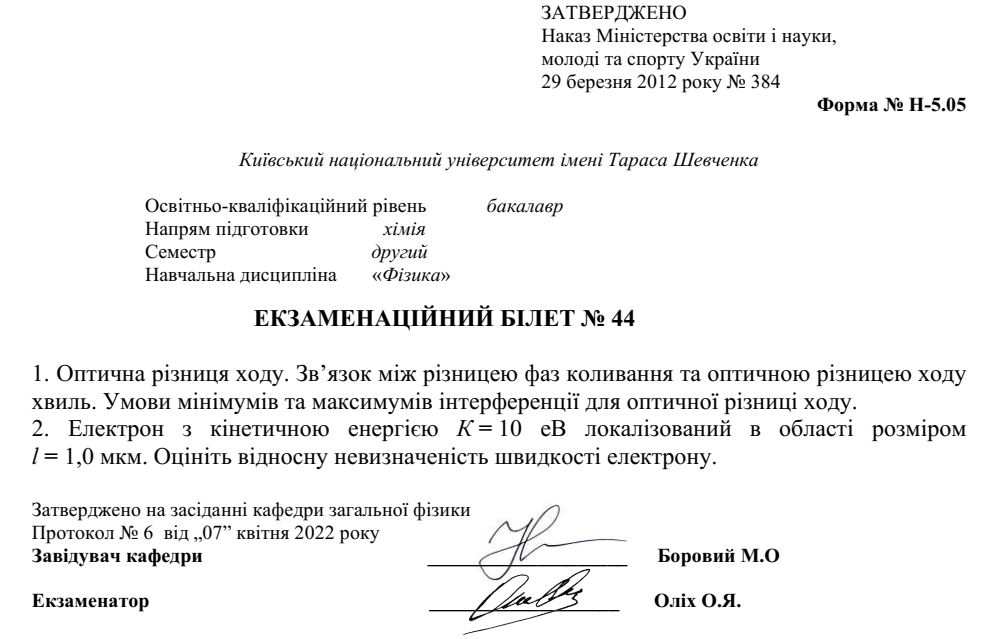 ЗАТВЕРДЖЕНО
Наказ Міністерства освіти і науки,
молоді та спорту України
29 березня 2012 року № 384
Форма № Н-5.05
Київський національний університет імені Тараса Шевченка
Освітньо-кваліфікаційний рівень бакалавр
Напрям підготовки хімія
Семестр другий
Навчальна дисципліна «Фізика»
ЕКЗАМЕНАЦІЙНИЙ БІЛЕТ № 44
1. Оптична різниця ходу. Зв’язок між різницею фаз коливання та оптичною різницею ходу
хвиль. Умови мінімумів та максимумів інтерференції для оптичної різниці ходу.
2. Електрон з кінетичною енергією K = 10 еВ локалізований в області розміром
l = 1,0 мкм. Оцініть відносну невизначеність швидкості електрону.
Затверджено на засіданні кафедри загальної фізики
Протокол № 6 від „07” квітня 2022 року
Завідувач кафедри Боровий М.О
Екзаменатор Оліх О.Я.